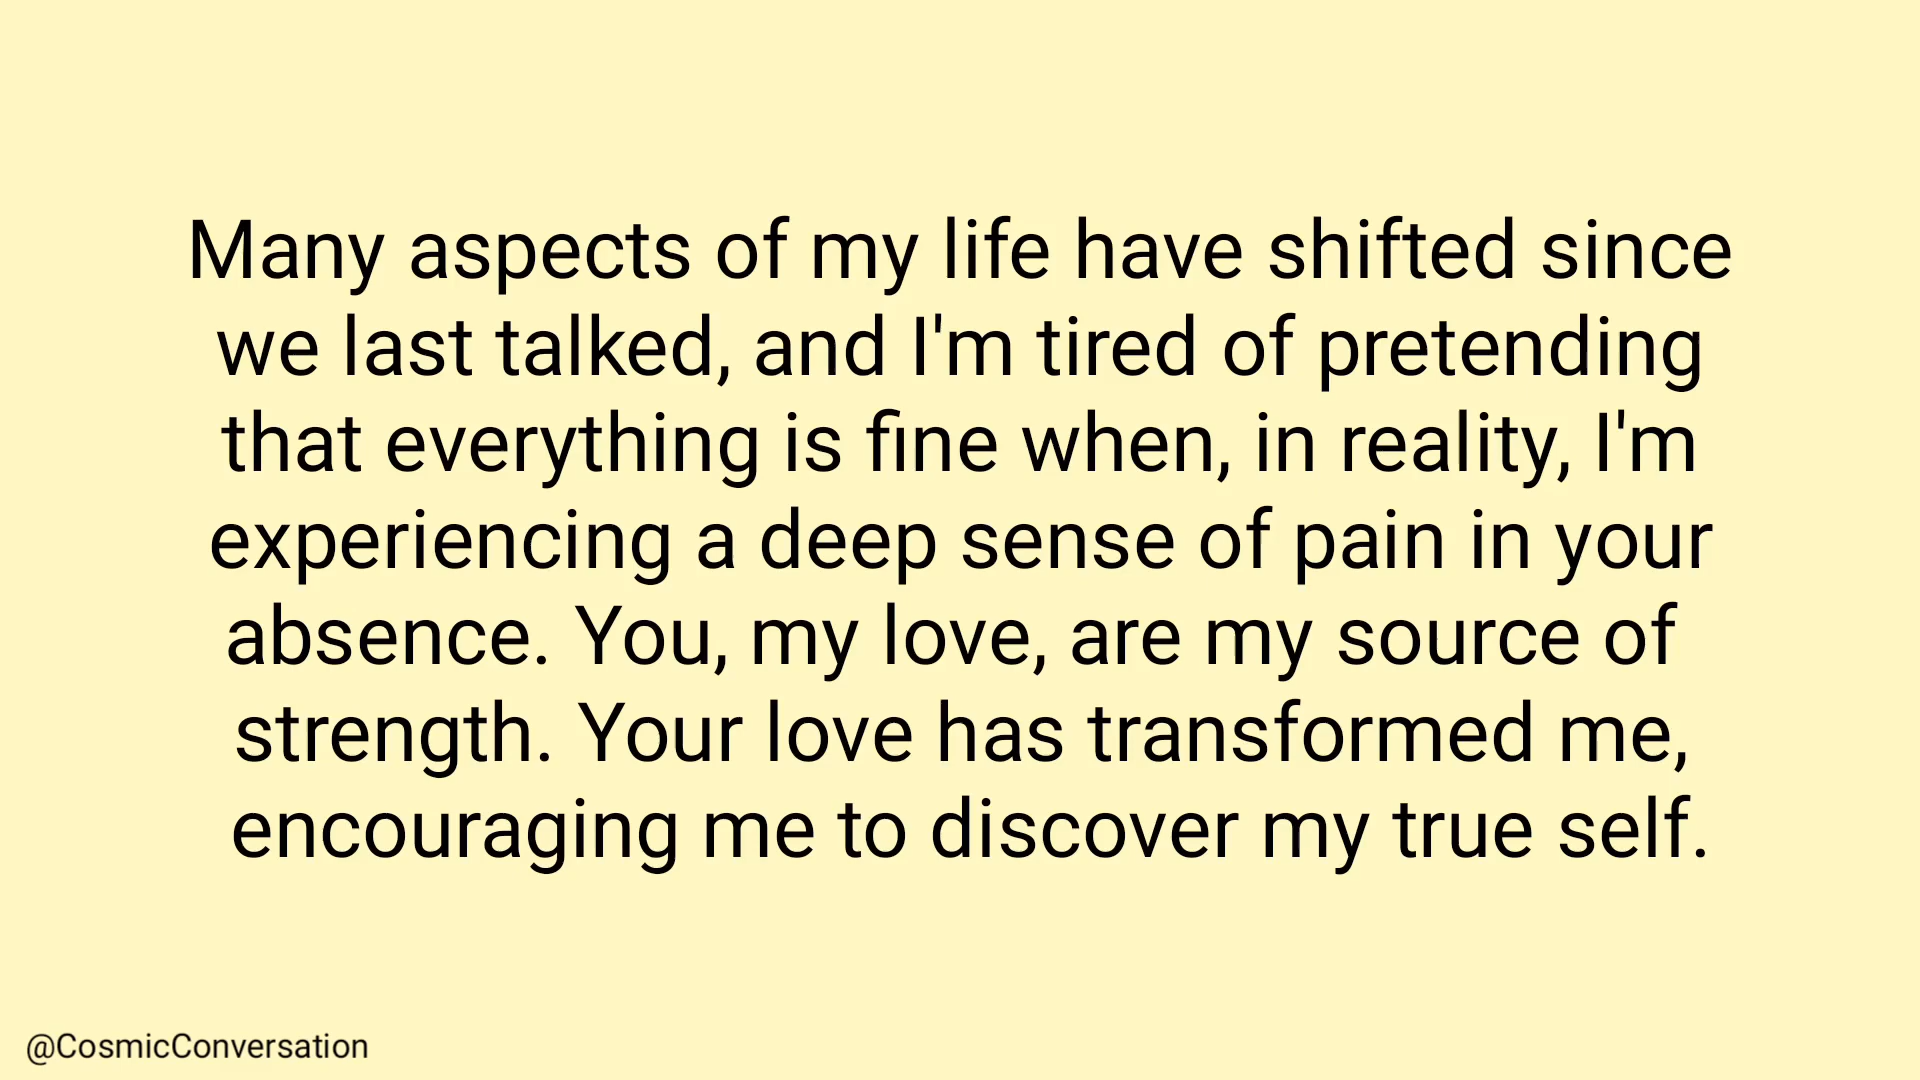 Many aspects of my life have shifted since
we last talked, and I'm tired of pretending
that everything is fine when, in reality, I'm
experiencing a deep sense of pain in your
absence. You, my love, are my source of
strength. Your love has transformed me,
encouraging me to discover my true self.
@CosmicConversation